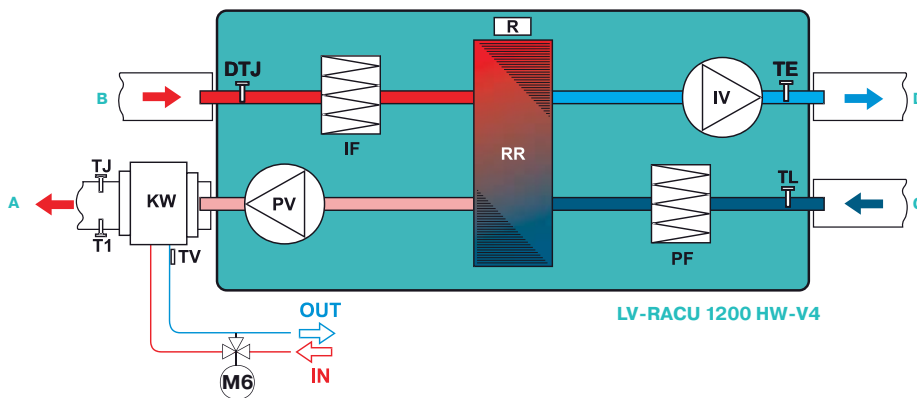 R
DTJ
TE
B
IV
D
IF
RR
TJ
TL
A
KW
PV
C
T1
TV
PF
OUT
LV-RACU 1200 HW-V4
IN
M6